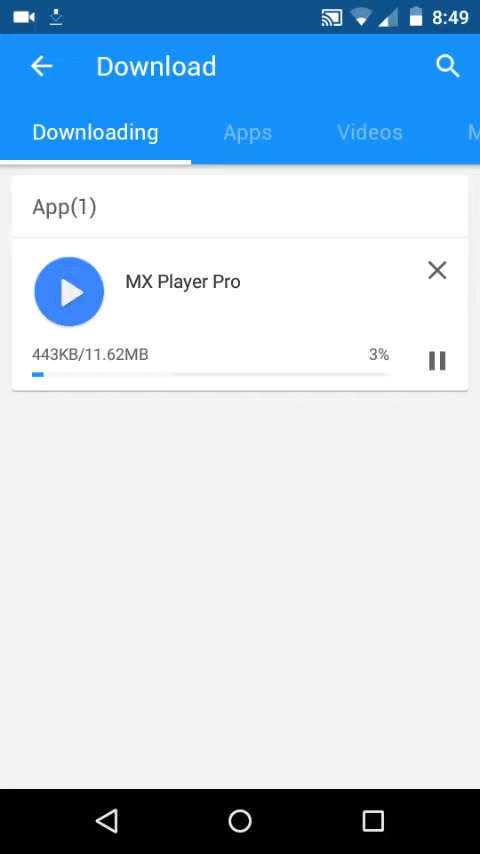 8:49
Download
Downloading Apps Videos M
App(1)
MX Player Pro
443KB/11.62MB 3%